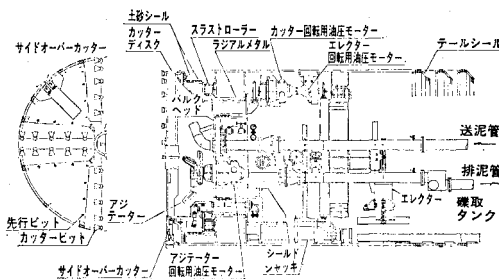 土砂シール
サイドオーバーカッター
カッター
ディスク
スラストローラー
ラジアルメタル
カッター回転用油圧モーター
エレクター
回転用油圧モーター
テールシール
バルク
ヘッド
送泥管
排泥管
礫取
タンク
エレクター
アジ
テーター
先行ビット
カッタービット
サイドオーバーカッター
アジテーター
回転用油圧モーター
シールド
ジャッキ